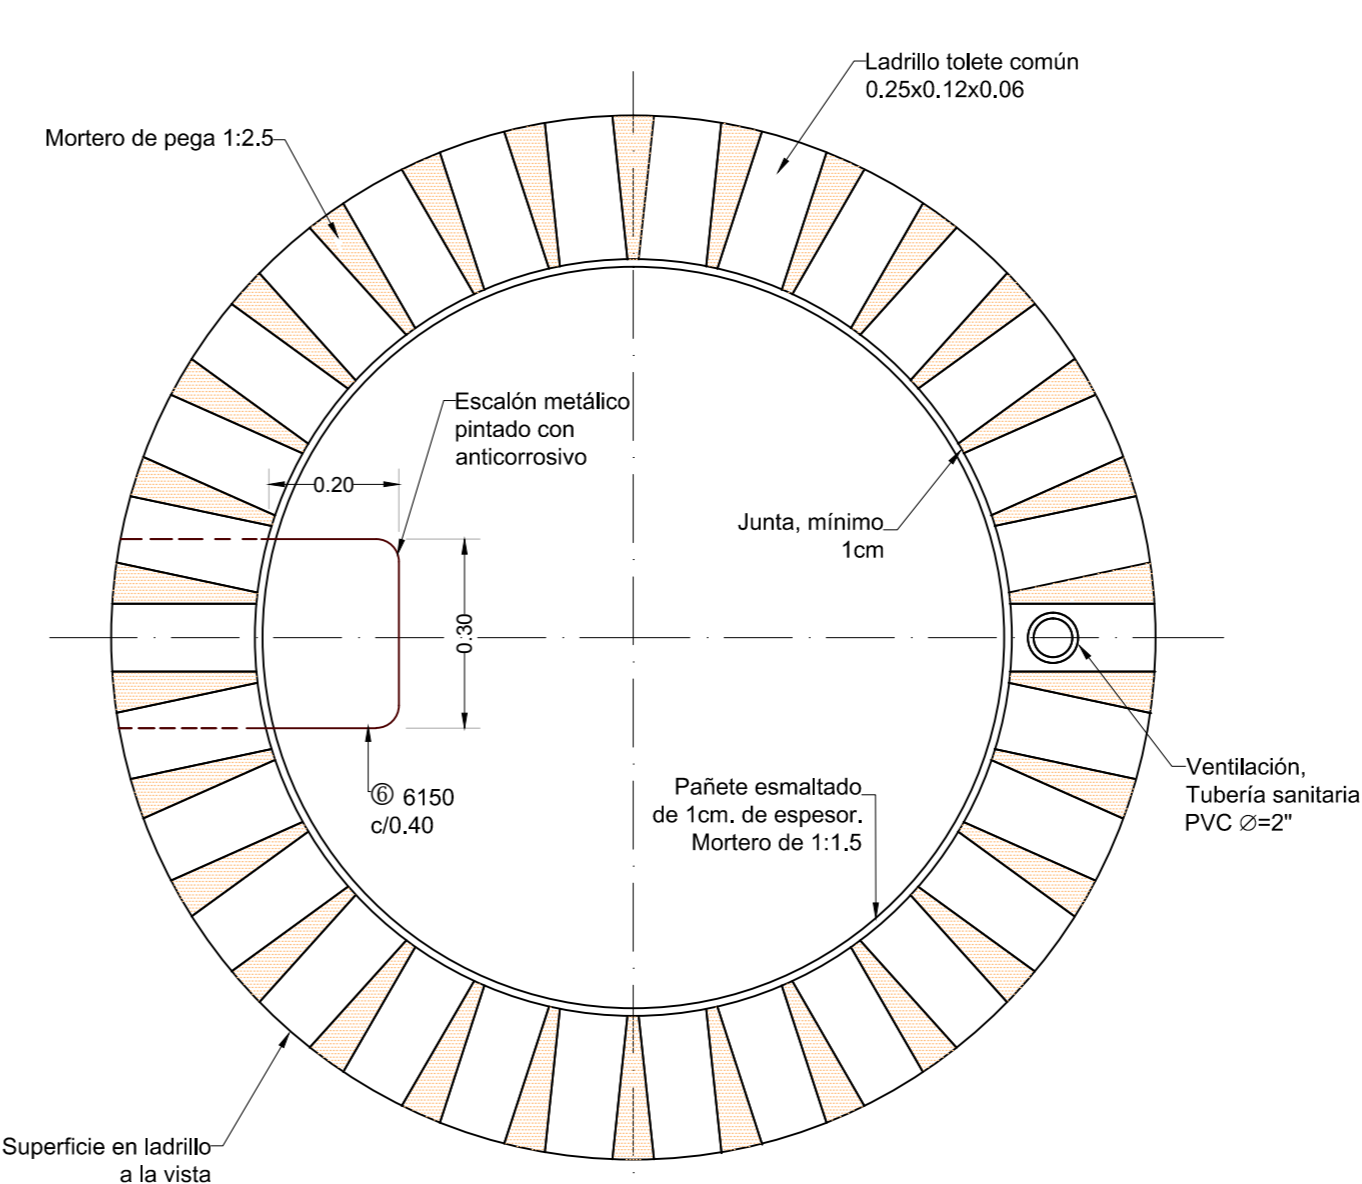 Ladrillo tolete común
0.25x0.12x0.06
Mortero de pega 1:2.5
Escalón metálico
pintado con
anticorrosivo
0.20
Junta, mínimo
1cm
0.30
⑥ 6150
c/0.40
Pañete esmaltado
de 1cm. de espesor.
Mortero de 1:1.5
Ventilación,
Tubería sanitaria
PVC ∅=2"
Superficie en ladrillo
a la vista